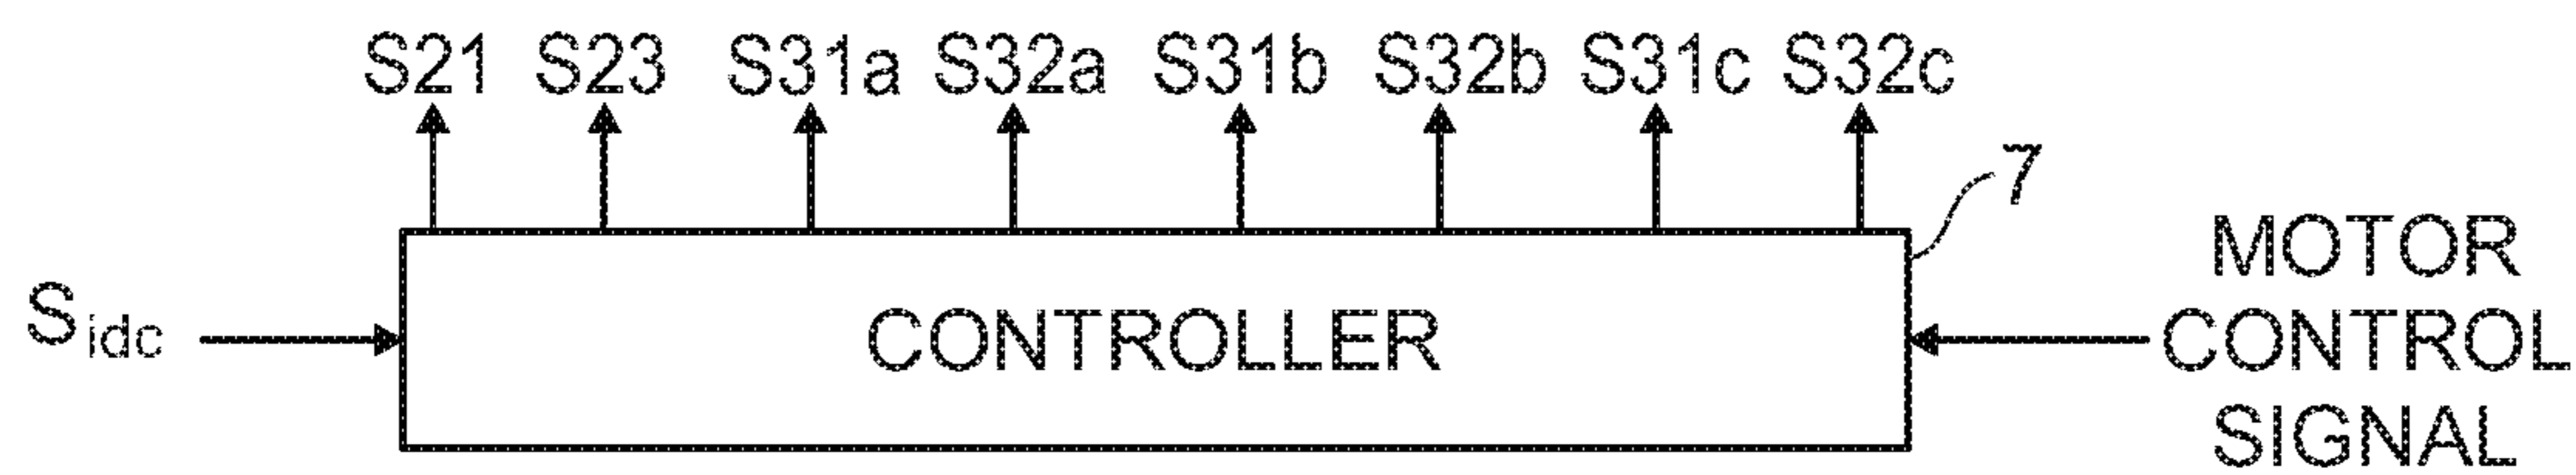 S21 S23 S31a S32a S31b S32b S31c S32c
7
Sidc
CONTROLLER
MOTOR
CONTROL
SIGNAL